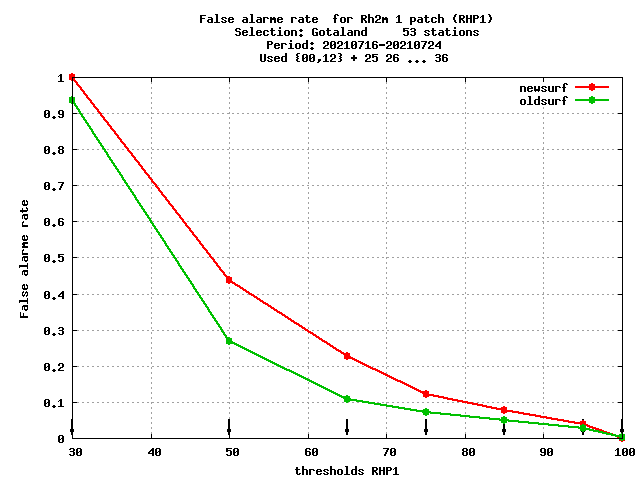 False alarme rate  for Rh2m 1 patch (RHP1)
Selection: Gotaland     53 stations
Period: 20210716-20210724
Used {00,12} + 25 26 ... 36
newsurf
oldsurf
1
0.9
0.8
0.7
0.6
0.5
0.4
0.3
0.2
0.1
0
False alarme rate
30 40 50 60 70 80 90 100
thresholds RHP1